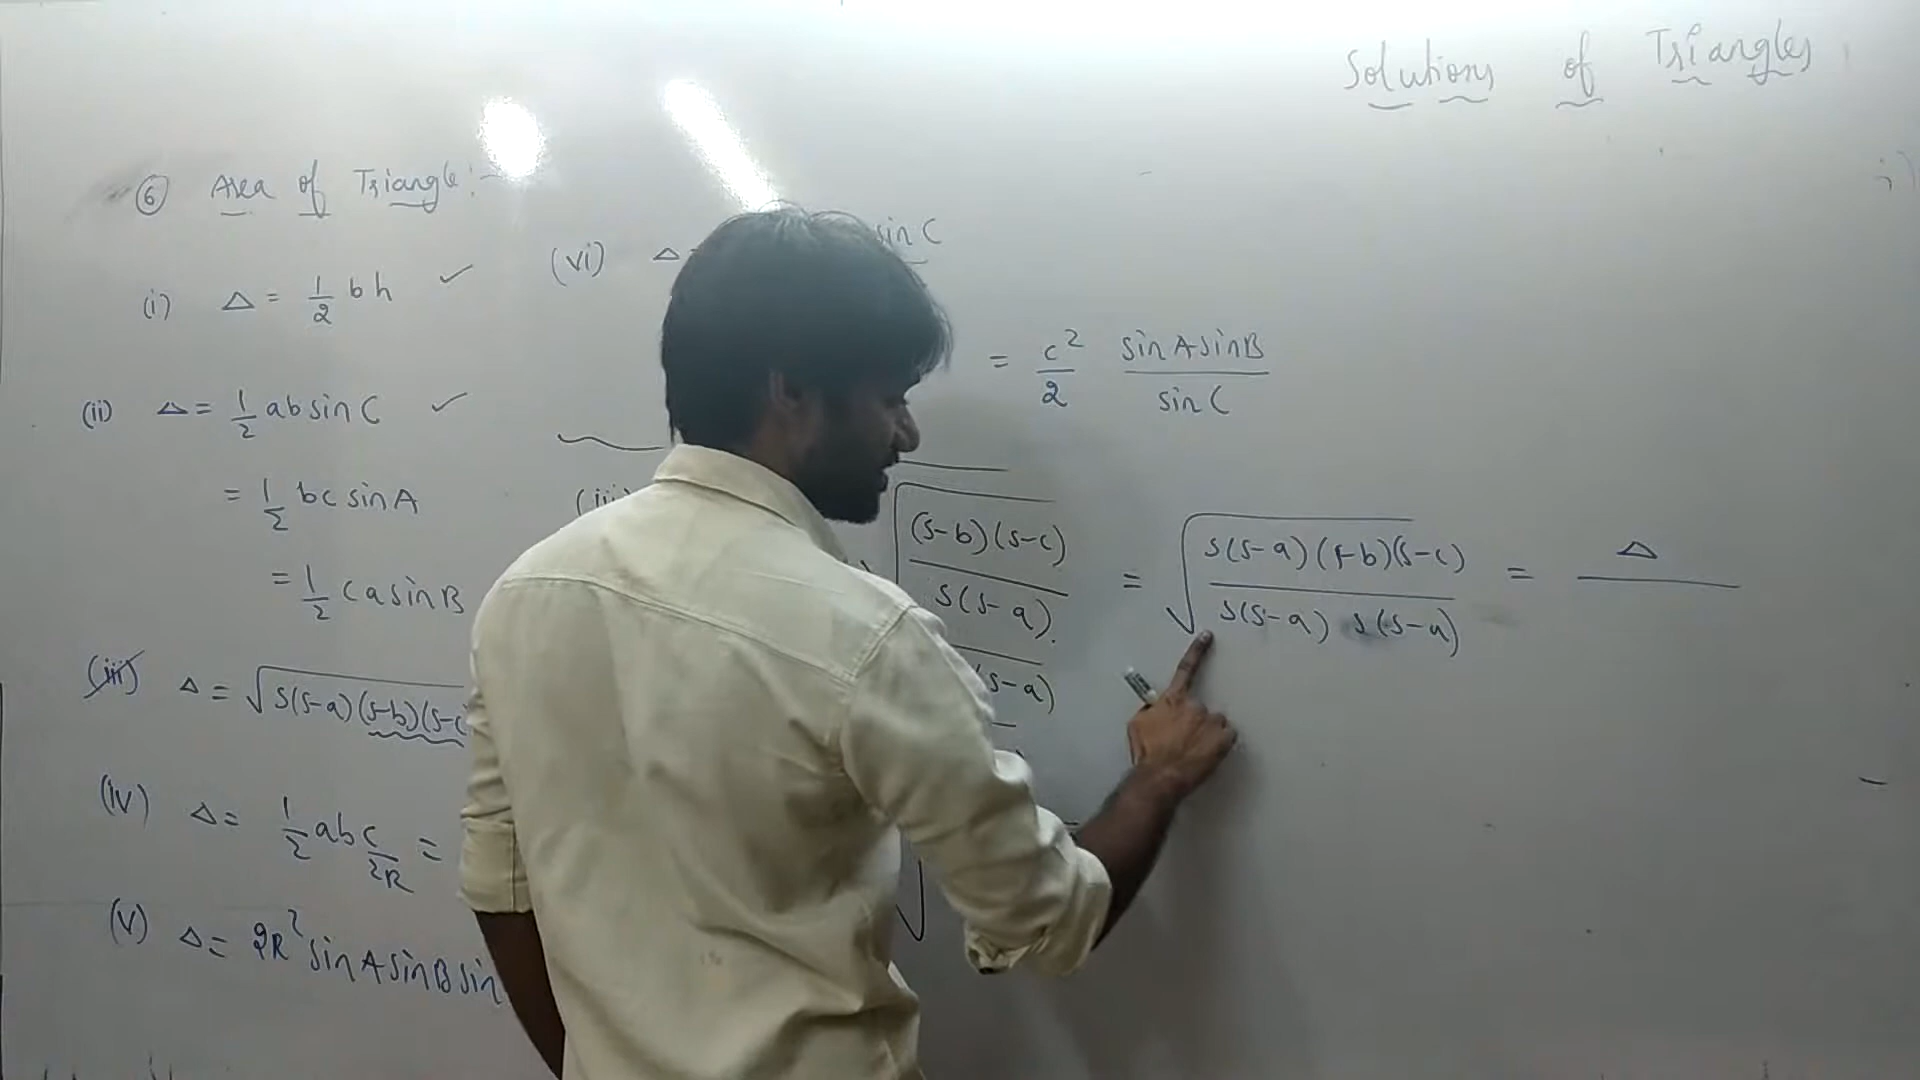 Solutions of Triangles
⑥ Area of Triangle:-
(i) Δ = 1/2 bh ✓
(ii) Δ = 1/2 ab sin C ✓
= 1/2 bc sin A
= 1/2 ca sin B
(iii) Δ = √s(s-a)(s-b)(s-c
(iv) Δ = 1/2 ab c/2R =
(v) Δ = 2R² sin A sin B sin
(vi) Δ = sin C
= c²/2 sin A sin B / sin C
(iii)
√(s-b)(s-c) / s(s-a) = √s(s-a)(s-b)(s-c) / s(s-a) s(s-a) = Δ
s-a)